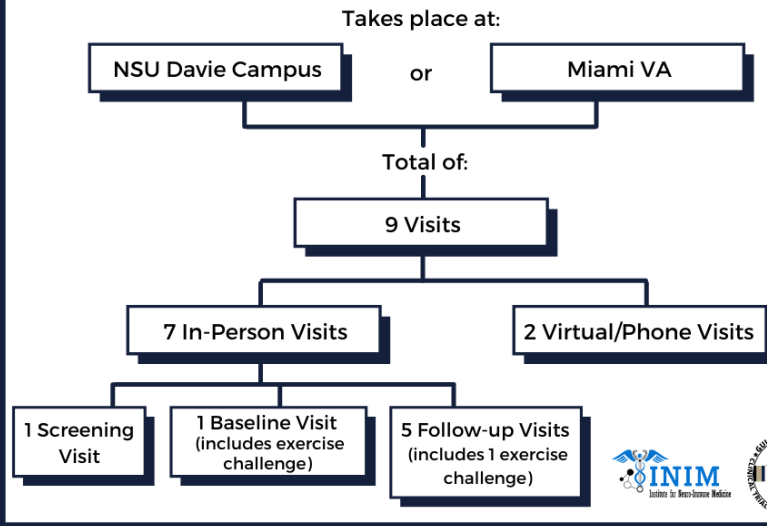 Takes place at:
NSU Davie Campus
or
Miami VA
Total of:
9 Visits
7 In-Person Visits
2 Virtual/Phone Visits
1 Screening
Visit
1 Baseline Visit
(includes exercise
challenge)
5 Follow-up Visits
(includes 1 exercise
challenge)
INIM
Institute for Neuro-Immune Medicine